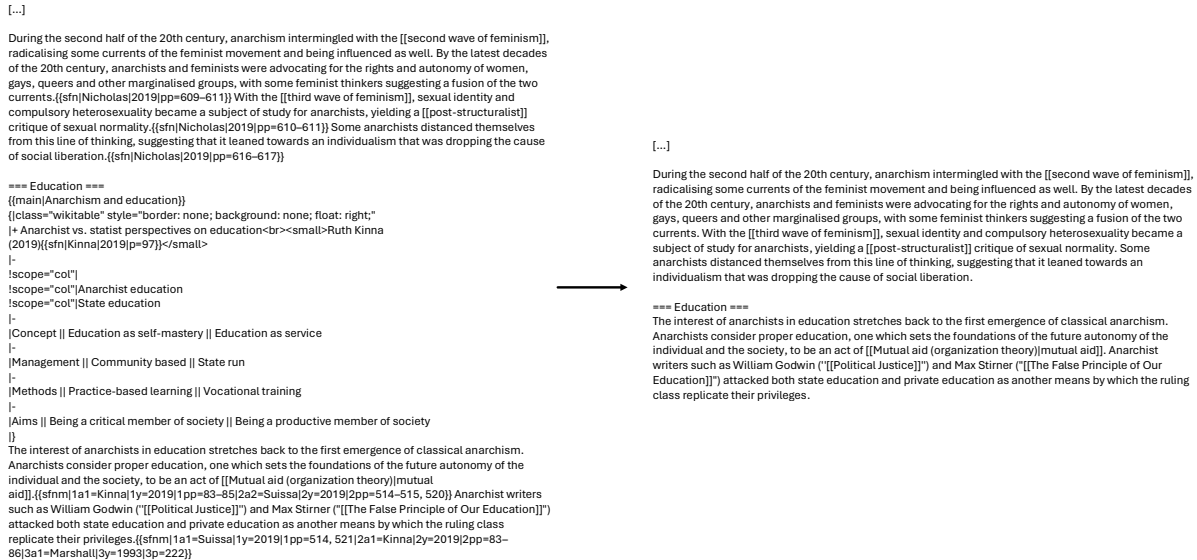 [...]
During the second half of the 20th century, anarchism intermingled with the [[second wave of feminism]],
radicalising some currents of the feminist movement and being influenced as well. By the latest decades
of the 20th century, anarchists and feminists were advocating for the rights and autonomy of women,
gays, queers and other marginalised groups, with some feminist thinkers suggesting a fusion of the two
currents.{{sfn|Nicholas|2019|pp=609–611}} With the [[third wave of feminism]], sexual identity and
compulsory heterosexuality became a subject of study for anarchists, yielding a [[post-structuralist]]
critique of sexual normality.{{sfn|Nicholas|2019|pp=610–611}} Some anarchists distanced themselves
from this line of thinking, suggesting that it leaned towards an individualism that was dropping the cause
of social liberation.{{sfn|Nicholas|2019|pp=616–617}}
=== Education ===
{{main|Anarchism and education}}
{|class="wikitable" style="border: none; background: none; float: right;"
|+ Anarchist vs. statist perspectives on education<br><small>Ruth Kinna
(2019){{sfn|Kinna|2019|p=97}}</small>
|-
!scope="col"|
!scope="col"|Anarchist education
!scope="col"|State education
|-
|Concept || Education as self-mastery || Education as service
|-
|Management || Community based || State run
|-
|Methods || Practice-based learning || Vocational training
|-
|Aims || Being a critical member of society || Being a productive member of society
|}
The interest of anarchists in education stretches back to the first emergence of classical anarchism.
Anarchists consider proper education, one which sets the foundations of the future autonomy of the
individual and the society, to be an act of [[Mutual aid (organization theory)|mutual
aid]].{{sfnm|1a1=Kinna|1y=2019|1pp=83–85|2a2=Suissa|2y=2019|2pp=514–515, 520}} Anarchist writers
such as William Godwin (''[[Political Justice]]'') and Max Stirner ("[[The False Principle of Our Education]]")
attacked both state education and private education as another means by which the ruling class
replicate their privileges.{{sfnm|1a1=Suissa|1y=2019|1pp=514, 521|2a1=Kinna|2y=2019|2pp=83–
86|3a1=Marshall|3y=1993|3p=222}}
[...]
During the second half of the 20th century, anarchism intermingled with the [[second wave of feminism]],
radicalising some currents of the feminist movement and being influenced as well. By the latest decades
of the 20th century, anarchists and feminists were advocating for the rights and autonomy of women,
gays, queers and other marginalised groups, with some feminist thinkers suggesting a fusion of the two
currents. With the [[third wave of feminism]], sexual identity and compulsory heterosexuality became a
subject of study for anarchists, yielding a [[post-structuralist]] critique of sexual normality. Some
anarchists distanced themselves from this line of thinking, suggesting that it leaned towards an
individualism that was dropping the cause of social liberation.
=== Education ===
The interest of anarchists in education stretches back to the first emergence of classical anarchism.
Anarchists consider proper education, one which sets the foundations of the future autonomy of the
individual and the society, to be an act of [[Mutual aid (organization theory)|mutual aid]]. Anarchist
writers such as William Godwin (''[[Political Justice]]'') and Max Stirner ("[[The False Principle of Our
Education]]") attacked both state education and private education as another means by which the ruling
class replicate their privileges.